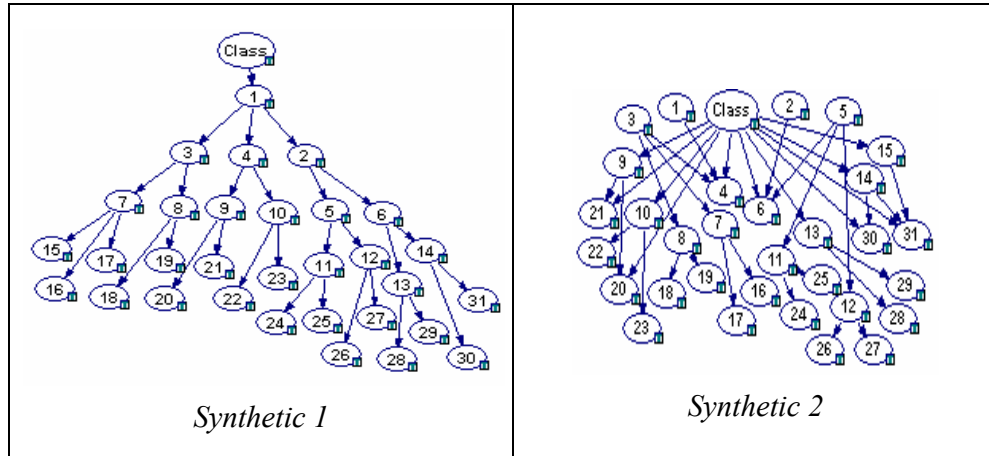 Class
1
3 4 2
7 8 9 10 5 6
15 17 19 21 23 11 12 14
16 18 20 22 24 25 27 13 31
26 28 29 30
Synthetic 1
3 1 Class 2 5
9 15
21 10 4 6 14
22 8 7 13 30 31
20 18 19 16 11 25 29
23 17 24 12 28
26 27
Synthetic 2